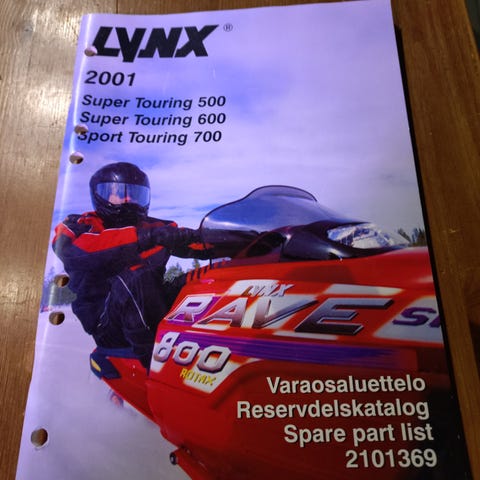 LYNX®
2001
Super Touring 500
Super Touring 600
Sport Touring 700
LYNX
RAVE
800
ROTAX
Varaosaluettelo
Reservdelskatalog
Spare part list
2101369